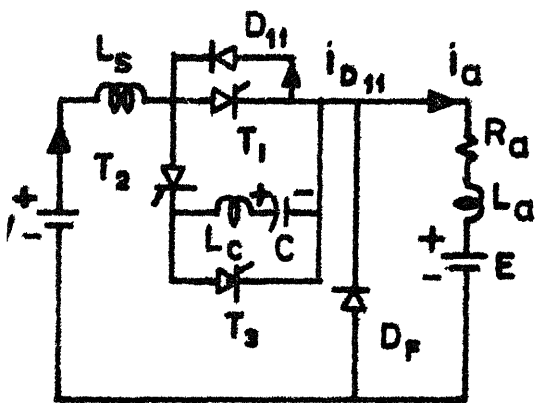 D11
Ls
iD11
ia
T1
Ra
T2
+
-
La
+
-
Lc
C
+
-
E
T3
DF